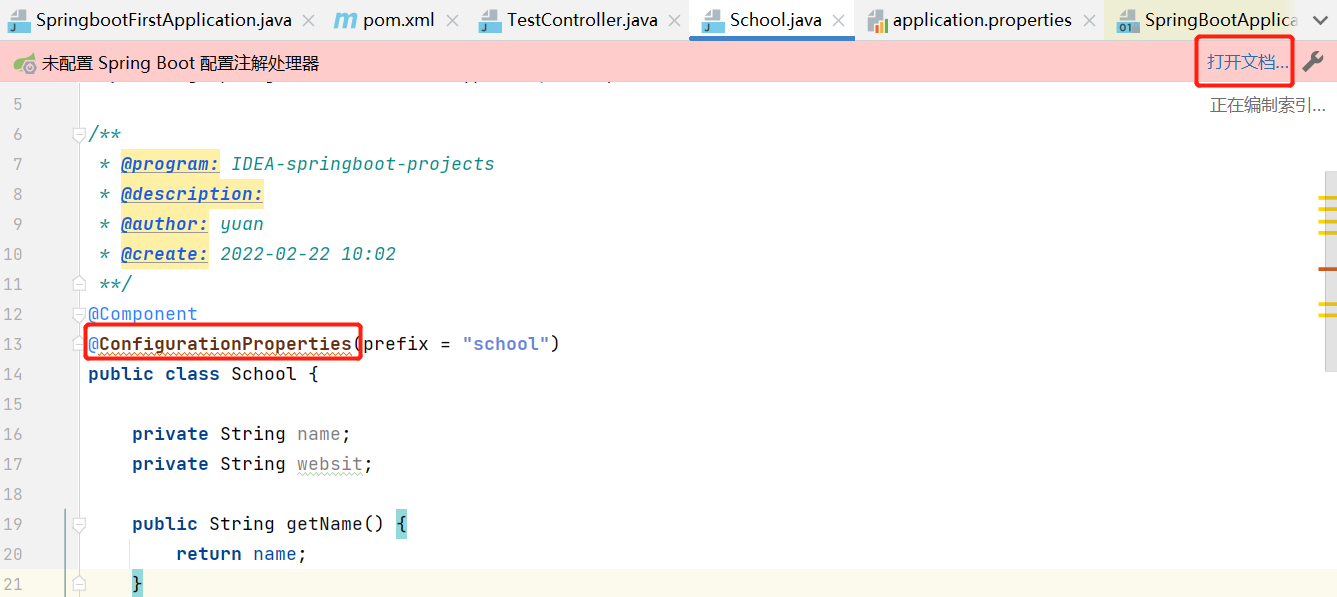 SpringbootFirstApplication.java pom.xml TestController.java School.java application.properties SpringBootApplica
未配置 Spring Boot 配置注解处理器 打开文档...
正在编制索引...
5
6 /**
7 * @program: IDEA-springboot-projects
8 * @description:
9 * @author: yuan
10 * @create: 2022-02-22 10:02
11 **/
12 @Component
13 @ConfigurationProperties(prefix = "school")
14 public class School {
15
16 private String name;
17 private String websit;
18
19 public String getName() {
20 return name;
21 }